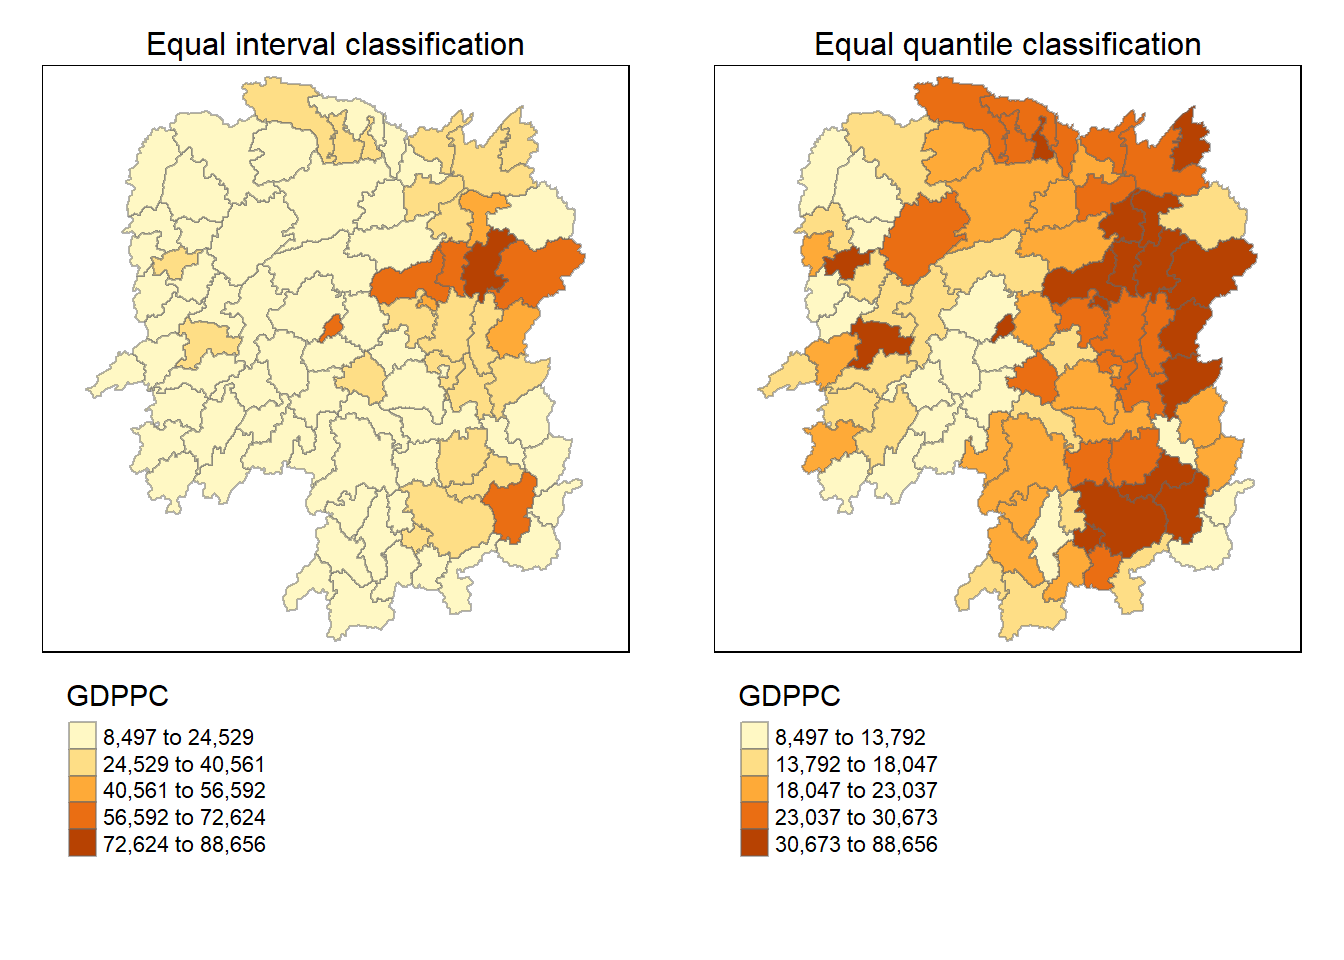 Equal interval classification
Equal quantile classification
GDPPC
8,497 to 24,529
24,529 to 40,561
40,561 to 56,592
56,592 to 72,624
72,624 to 88,656
GDPPC
8,497 to 13,792
13,792 to 18,047
18,047 to 23,037
23,037 to 30,673
30,673 to 88,656